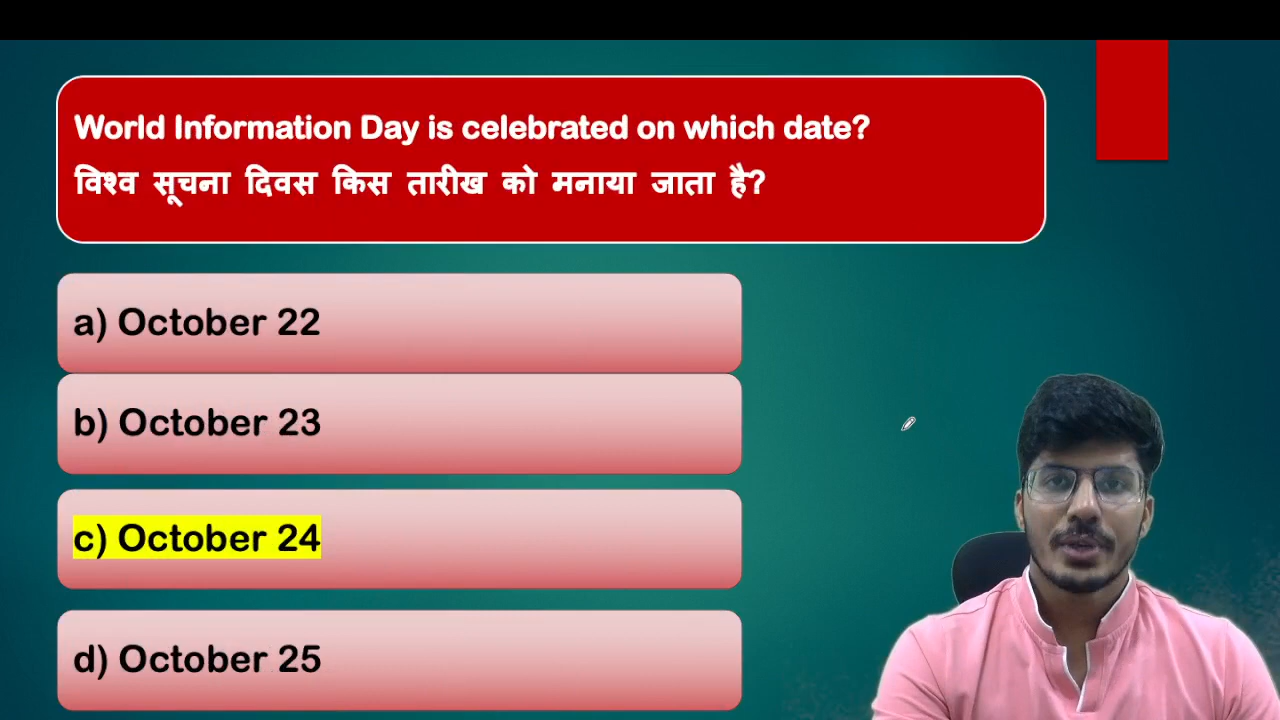 World Information Day is celebrated on which date?
विश्व सूचना दिवस किस तारीख को मनाया जाता है?
a) October 22
b) October 23
c) October 24
d) October 25